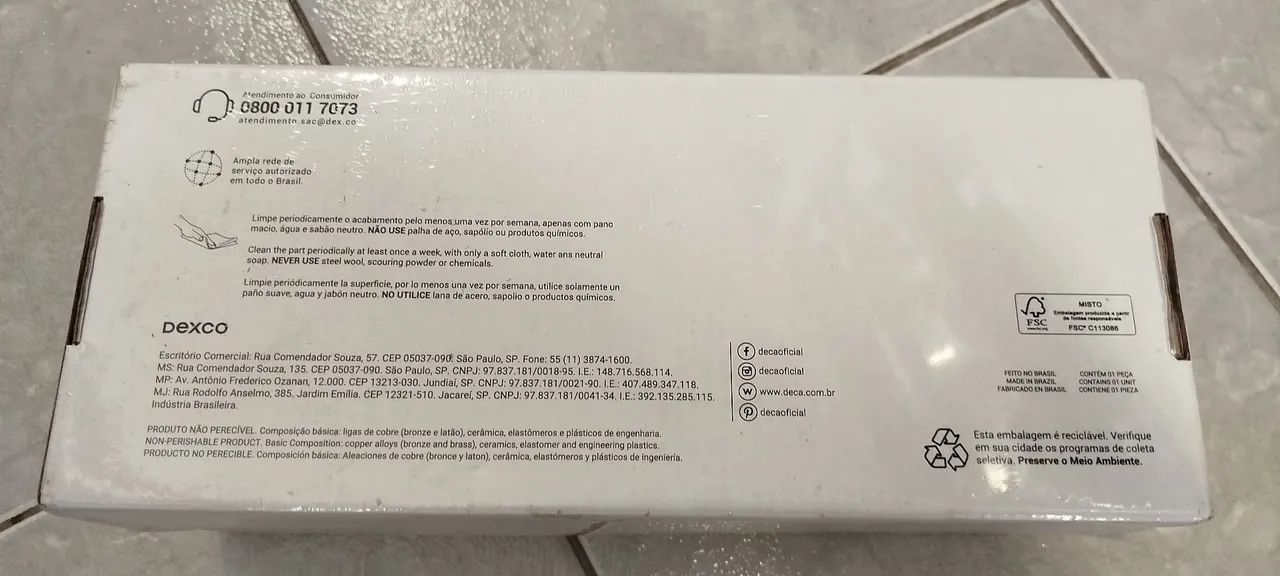 Atendimento ao Consumidor
0800 011 7073
atendimento.sac@dex.co
Ampla rede de
serviço autorizado
em todo o Brasil.
Limpe periodicamente o acabamento pelo menos uma vez por semana, apenas com pano
macio, água e sabão neutro. NÃO USE palha de aço, sapólio ou produtos químicos.
Clean the part periodically at least once a week, with only a soft cloth, water ans neutral
soap. NEVER USE steel wool, scouring powder or chemicals.
Limpie periódicamente la superficie, por lo menos una vez por semana, utilice solamente un
paño suave, agua y jabón neutro. NO UTILICE lana de acero, sapolio o productos químicos.
Dexco
Escritório Comercial: Rua Comendador Souza, 57. CEP 05037-090. São Paulo, SP. Fone: 55 (11) 3874-1600.
MS: Rua Comendador Souza, 135. CEP 05037-090. São Paulo, SP. CNPJ: 97.837.181/0018-95. I.E.: 148.716.568.114.
MP: Av. Antônio Frederico Ozanan, 12.000. CEP 13213-030. Jundiaí, SP. CNPJ: 97.837.181/0021-90. I.E.: 407.489.347.118.
MJ: Rua Rodolfo Anselmo, 385. Jardim Emília. CEP 12321-510. Jacareí, SP. CNPJ: 97.837.181/0041-34. I.E.: 392.135.285.115.
Indústria Brasileira.
PRODUTO NÃO PERECÍVEL. Composição básica: ligas de cobre (bronze e latão), cerâmica, elastômeros e plásticos de engenharia.
NON-PERISHABLE PRODUCT. Basic Composition: copper alloys (bronze and brass), ceramics, elastomer and engineering plastics.
PRODUCTO NO PERECIBLE. Composición básica: Aleaciones de cobre (bronce y laton), cerámica, elastómeros y plásticos de ingeniería.
decaoficial
decaoficial
www.deca.com.br
decaoficial
FSC
www.fsc.org
MISTO
Embalagem produzida a partir
de fontes responsáveis
FSC® C113086
FEITO NO BRASIL
MADE IN BRAZIL
FABRICADO EN BRASIL
CONTÉM 01 PEÇA
CONTAINS 01 UNIT
CONTIENE 01 PIEZA
Esta embalagem é reciclável. Verifique
em sua cidade os programas de coleta
seletiva. Preserve o Meio Ambiente.